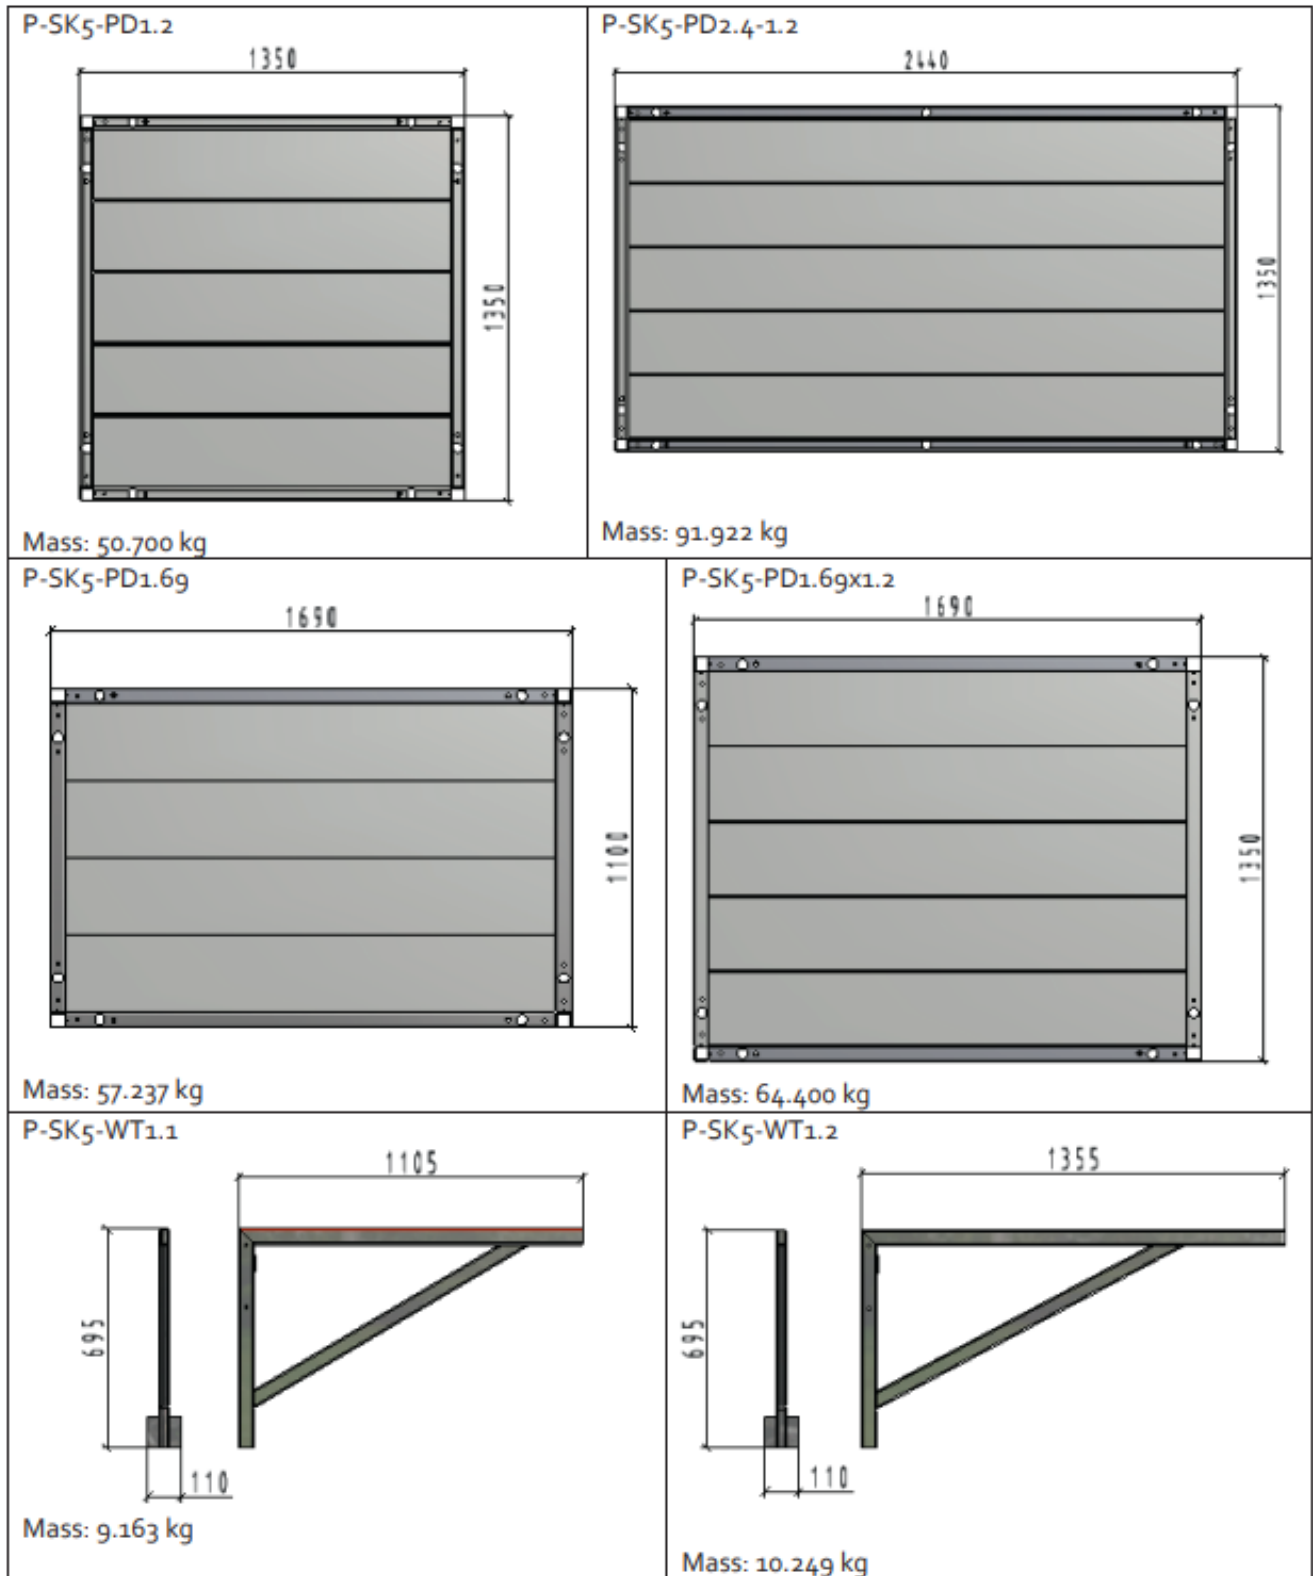 P-SK5-PD1.2
1350
1350
Mass: 50.700 kg
P-SK5-PD2.4-1.2
2440
1350
Mass: 91.922 kg
P-SK5-PD1.69
1690
1100
Mass: 57.237 kg
P-SK5-PD1.69x1.2
1690
1350
Mass: 64.400 kg
P-SK5-WT1.1
1105
695
110
Mass: 9.163 kg
P-SK5-WT1.2
1355
695
110
Mass: 10.249 kg